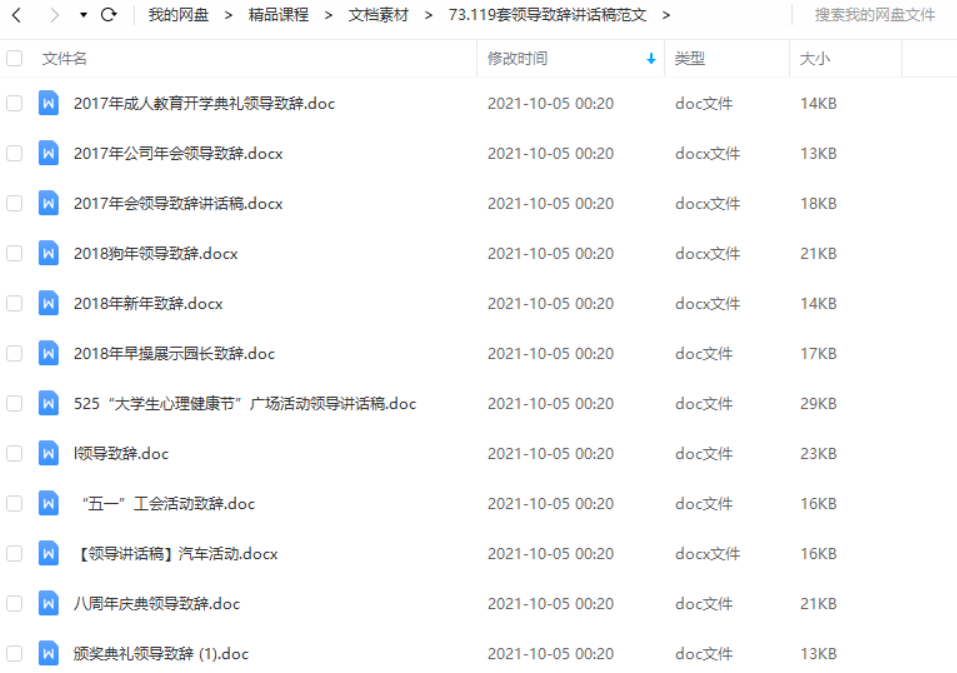 我的网盘 > 精品课程 > 文档素材 > 73.119套领导致辞讲话稿范文 > 搜索我的网盘文件
文件名 修改时间 类型 大小
2017年成人教育开学典礼领导致辞.doc 2021-10-05 00:20 doc文件 14KB
2017年公司年会领导致辞.docx 2021-10-05 00:20 docx文件 13KB
2017年会领导致辞讲话稿.docx 2021-10-05 00:20 docx文件 18KB
2018狗年领导致辞.docx 2021-10-05 00:20 docx文件 21KB
2018年新年致辞.docx 2021-10-05 00:20 docx文件 14KB
2018年早操展示园长致辞.doc 2021-10-05 00:20 doc文件 17KB
525“大学生心理健康节”广场活动领导讲话稿.doc 2021-10-05 00:20 doc文件 29KB
l领导致辞.doc 2021-10-05 00:20 doc文件 23KB
“五一”工会活动致辞.doc 2021-10-05 00:20 doc文件 16KB
【领导讲话稿】汽车活动.docx 2021-10-05 00:20 docx文件 16KB
八周年庆典领导致辞.doc 2021-10-05 00:20 doc文件 21KB
颁奖典礼领导致辞 (1).doc 2021-10-05 00:20 doc文件 13KB